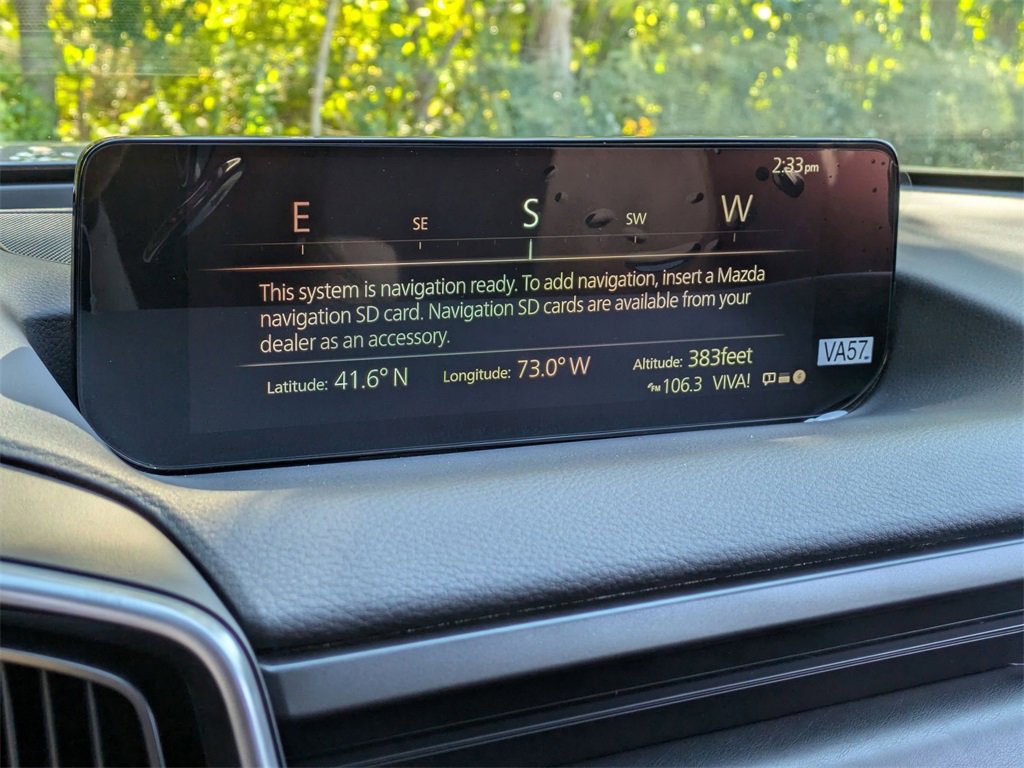 2:33pm
E SE S SW W
This system is navigation ready. To add navigation, insert a Mazda
navigation SD card. Navigation SD cards are available from your
dealer as an accessory.
Latitude: 41.6° N Longitude: 73.0° W Altitude: 383feet
FM 106.3 VIVA!
VA57